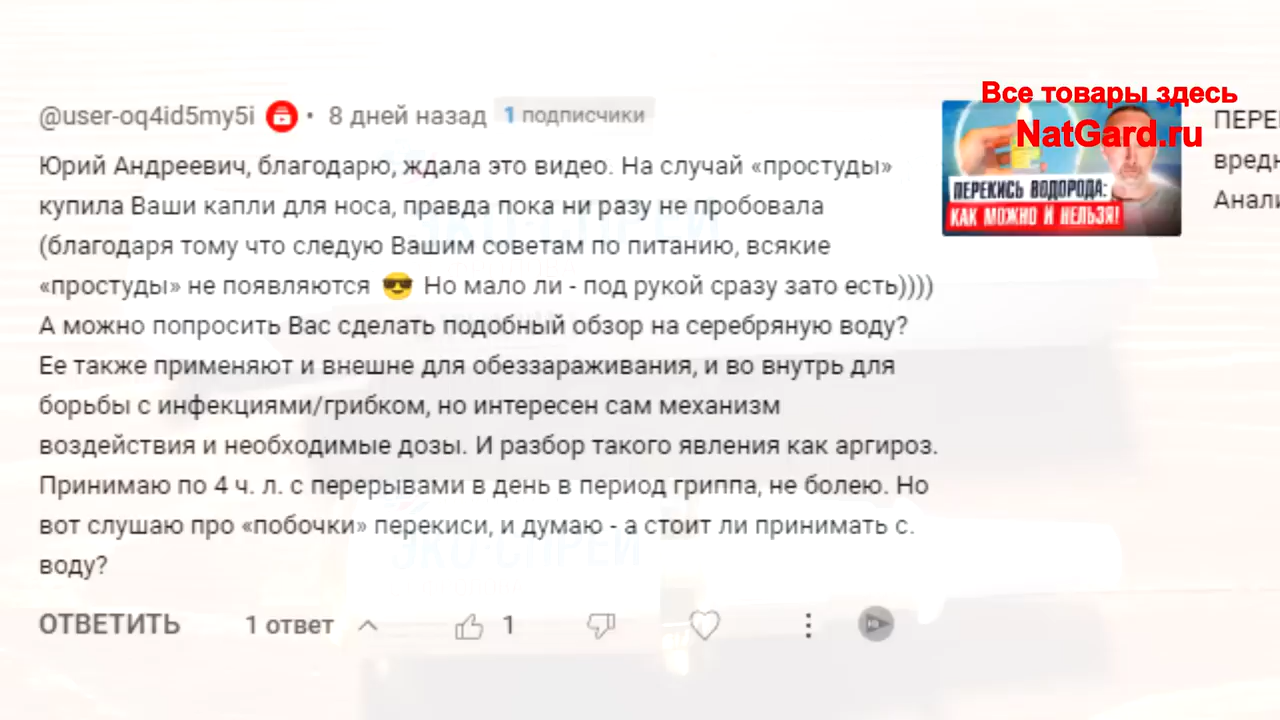 @user-oq4id5my5i • 8 дней назад 1 подписчики
Юрий Андреевич, благодарю, ждала это видео. На случай «простуды»
купила Ваши капли для носа, правда пока ни разу не пробовала
(благодаря тому что следую Вашим советам по питанию, всякие
«простуды» не появляются 😎 Но мало ли - под рукой сразу зато есть))))
А можно попросить Вас сделать подобный обзор на серебряную воду?
Ее также применяют и внешне для обеззараживания, и во внутрь для
борьбы с инфекциями/грибком, но интересен сам механизм
воздействия и необходимые дозы. И разбор такого явления как аргироз.
Принимаю по 4 ч. л. с перерывами в день в период гриппа, не болею. Но
вот слушаю про «побочки» перекиси, и думаю - а стоит ли принимать с.
воду?
ОТВЕТИТЬ 1 ответ 1
Все товары здесь
NatGard.ru
ПЕРЕКИСЬ ВОДОРОДА:
КАК МОЖНО И НЕЛЬЗЯ!
ПЕРЕ
вредн
Анали
ЭКО-СПРЕЙ